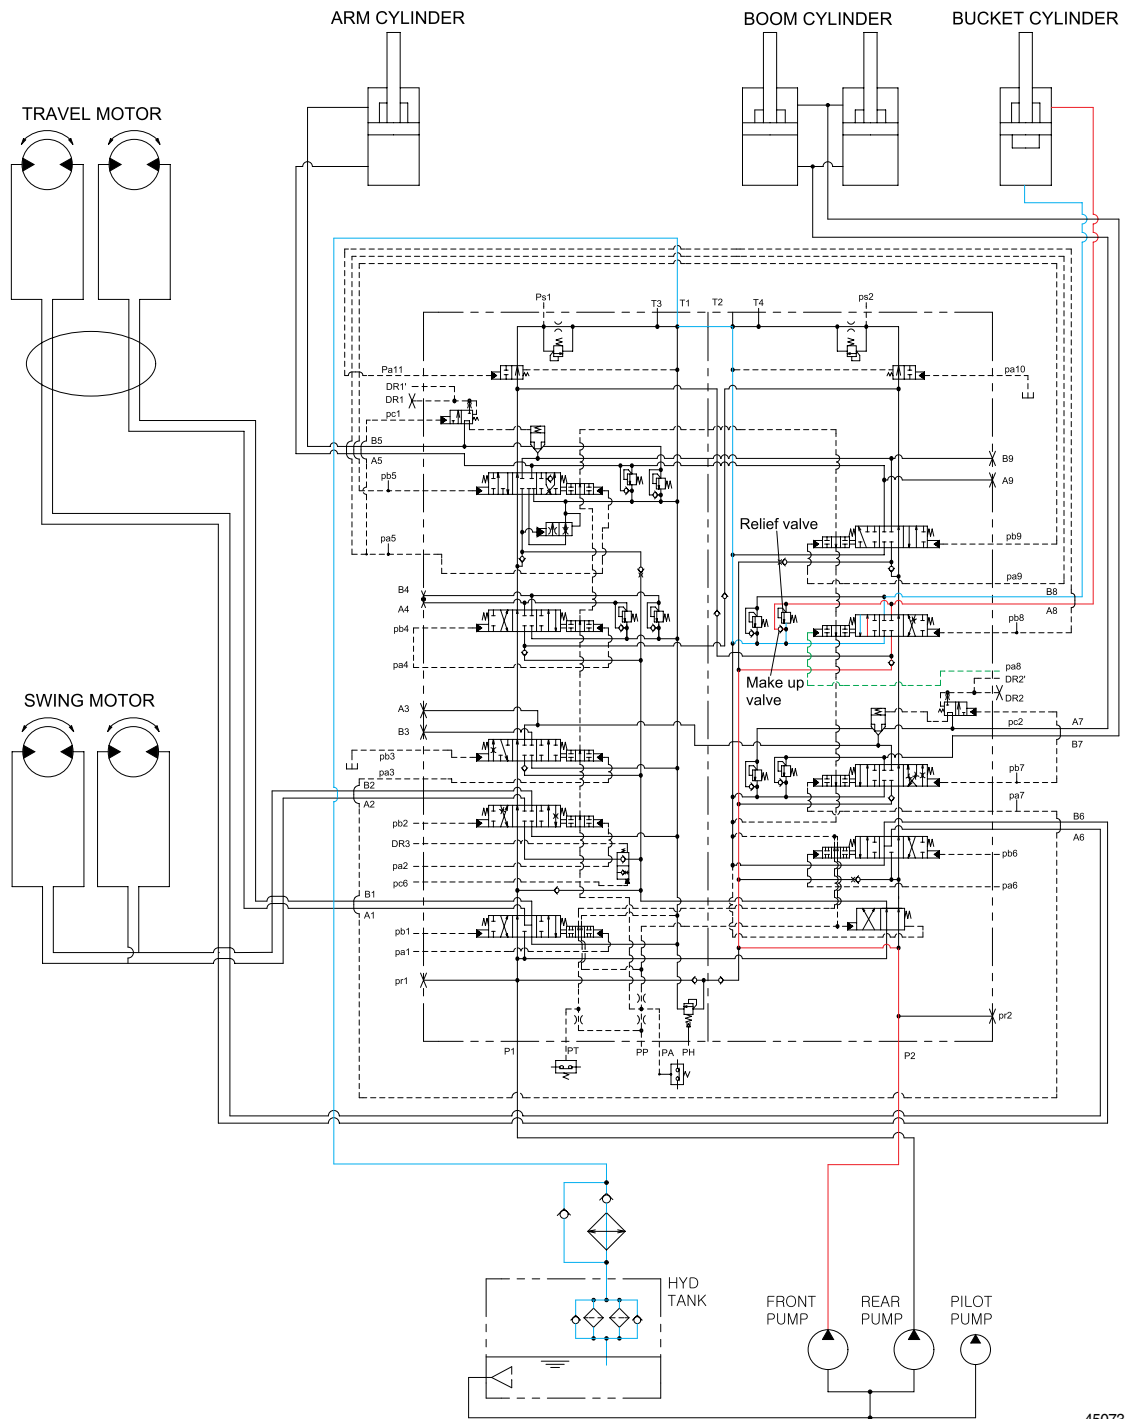 ARM CYLINDER
BOOM CYLINDER
BUCKET CYLINDER
TRAVEL MOTOR
Ps1
T3
T1
T2
T4
ps2
Pa11
pa10
DR1'
DR1
pc1
B5
A5
B9
A9
pb5
Relief valve
pb9
pa5
pa9
B4
A4
B8
A8
pb4
pb8
pa4
pa8
DR2'
DR2
Make up
valve
SWING MOTOR
A3
B3
pc2
A7
B7
pb3
pa3
pb7
pa7
B2
A2
pb2
B6
A6
DR3
pa2
pc6
pb6
pa6
B1
A1
pb1
pa1
pr1
pr2
P1
PT
PP
PA
PH
P2
HYD
TANK
FRONT
PUMP
REAR
PUMP
PILOT
PUMP